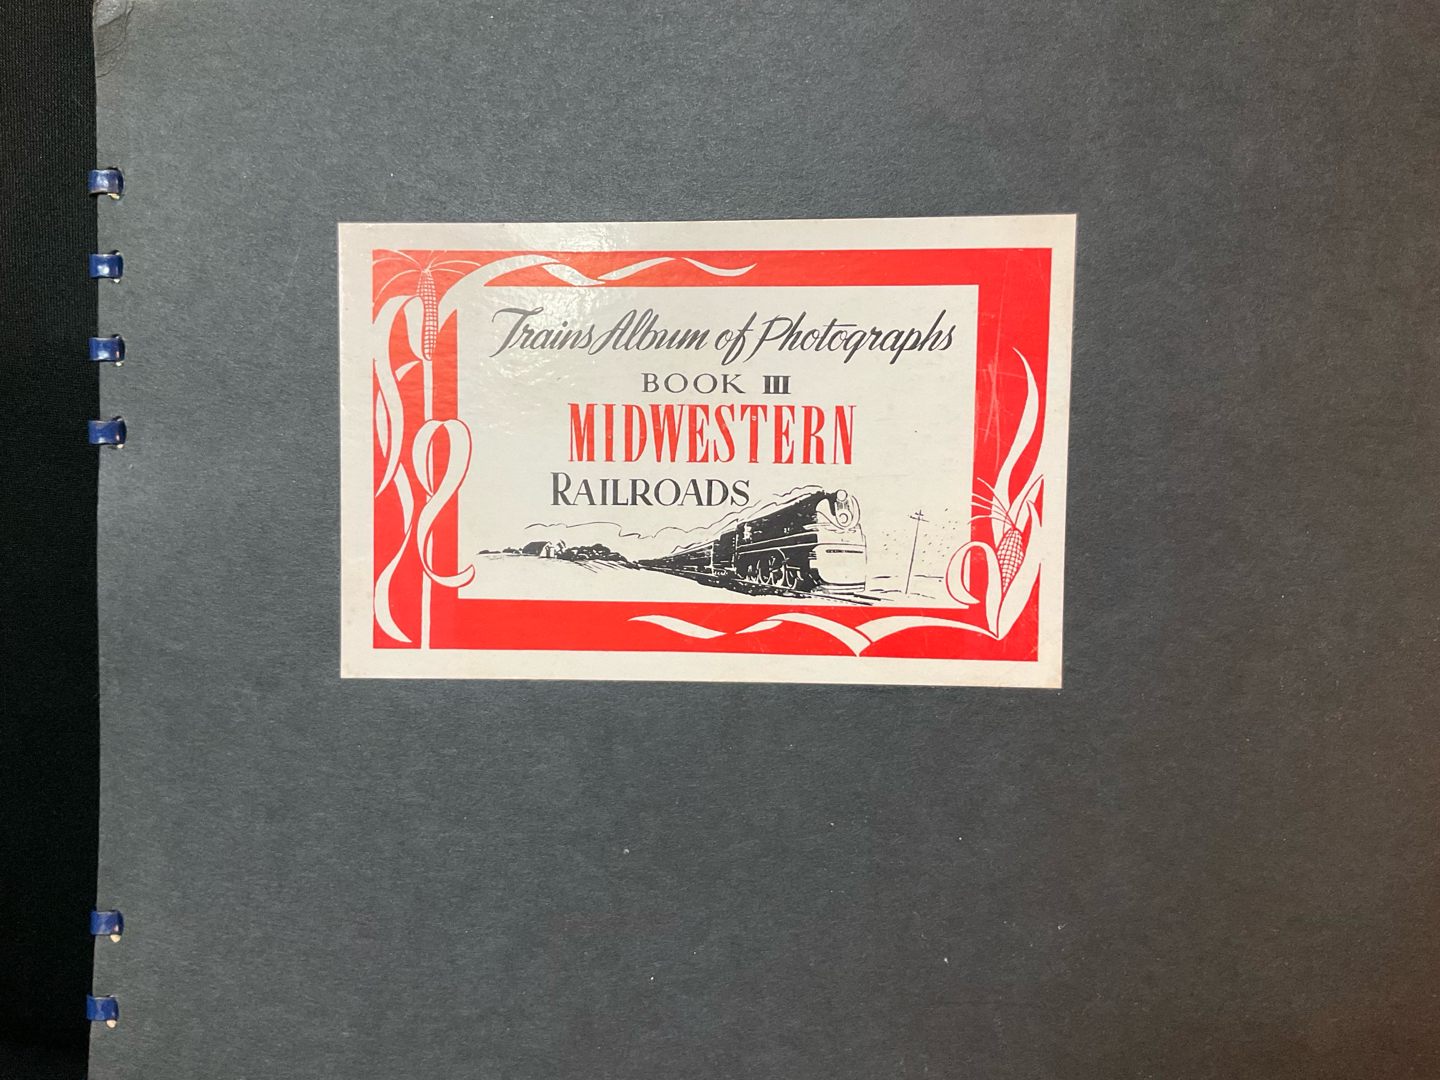 Trains Album of Photographs
BOOK III
MIDWESTERN
RAILROADS